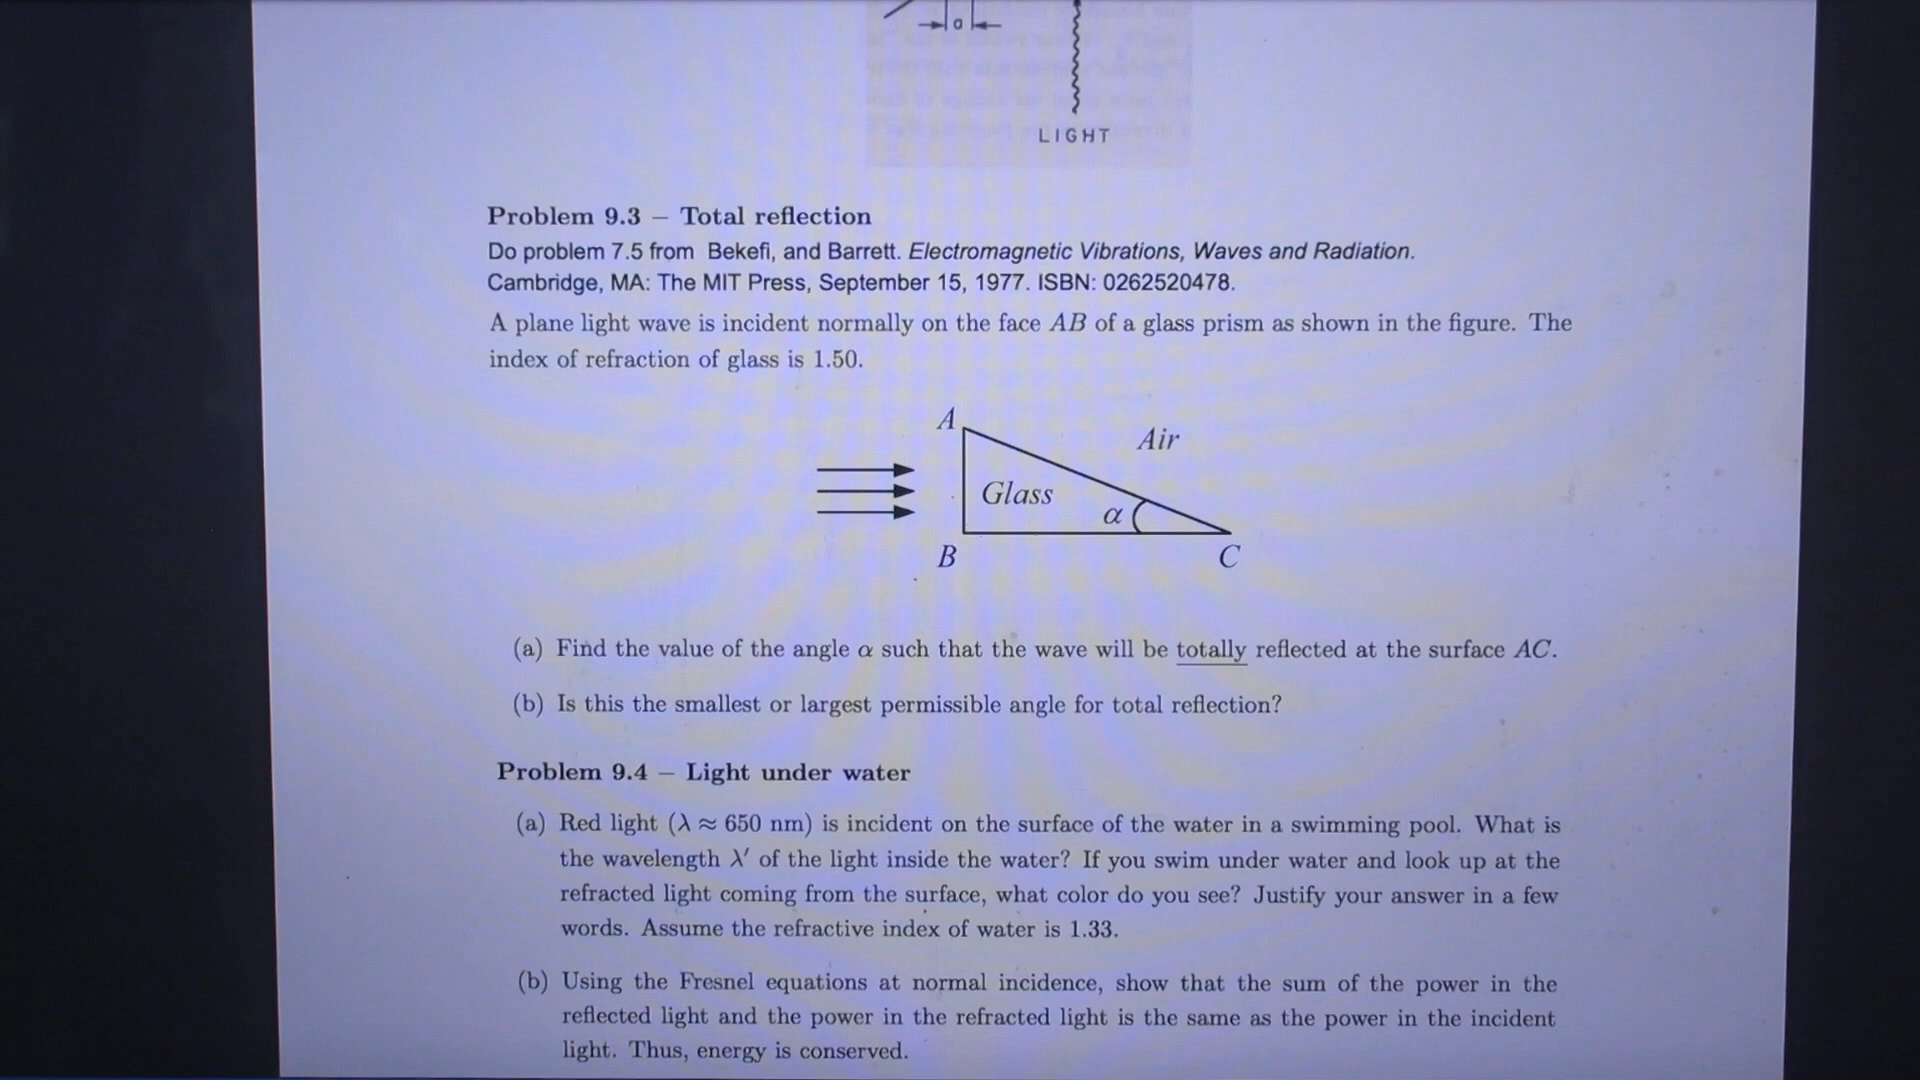 a
LIGHT
Problem 9.3 – Total reflection
Do problem 7.5 from Bekefi, and Barrett. Electromagnetic Vibrations, Waves and Radiation.
Cambridge, MA: The MIT Press, September 15, 1977. ISBN: 0262520478.
A plane light wave is incident normally on the face AB of a glass prism as shown in the figure. The
index of refraction of glass is 1.50.
A
Air
Glass
α
B
C
(a) Find the value of the angle α such that the wave will be totally reflected at the surface AC.
(b) Is this the smallest or largest permissible angle for total reflection?
Problem 9.4 – Light under water
(a) Red light (λ ≈ 650 nm) is incident on the surface of the water in a swimming pool. What is
the wavelength λ′ of the light inside the water? If you swim under water and look up at the
refracted light coming from the surface, what color do you see? Justify your answer in a few
words. Assume the refractive index of water is 1.33.
(b) Using the Fresnel equations at normal incidence, show that the sum of the power in the
reflected light and the power in the refracted light is the same as the power in the incident
light. Thus, energy is conserved.